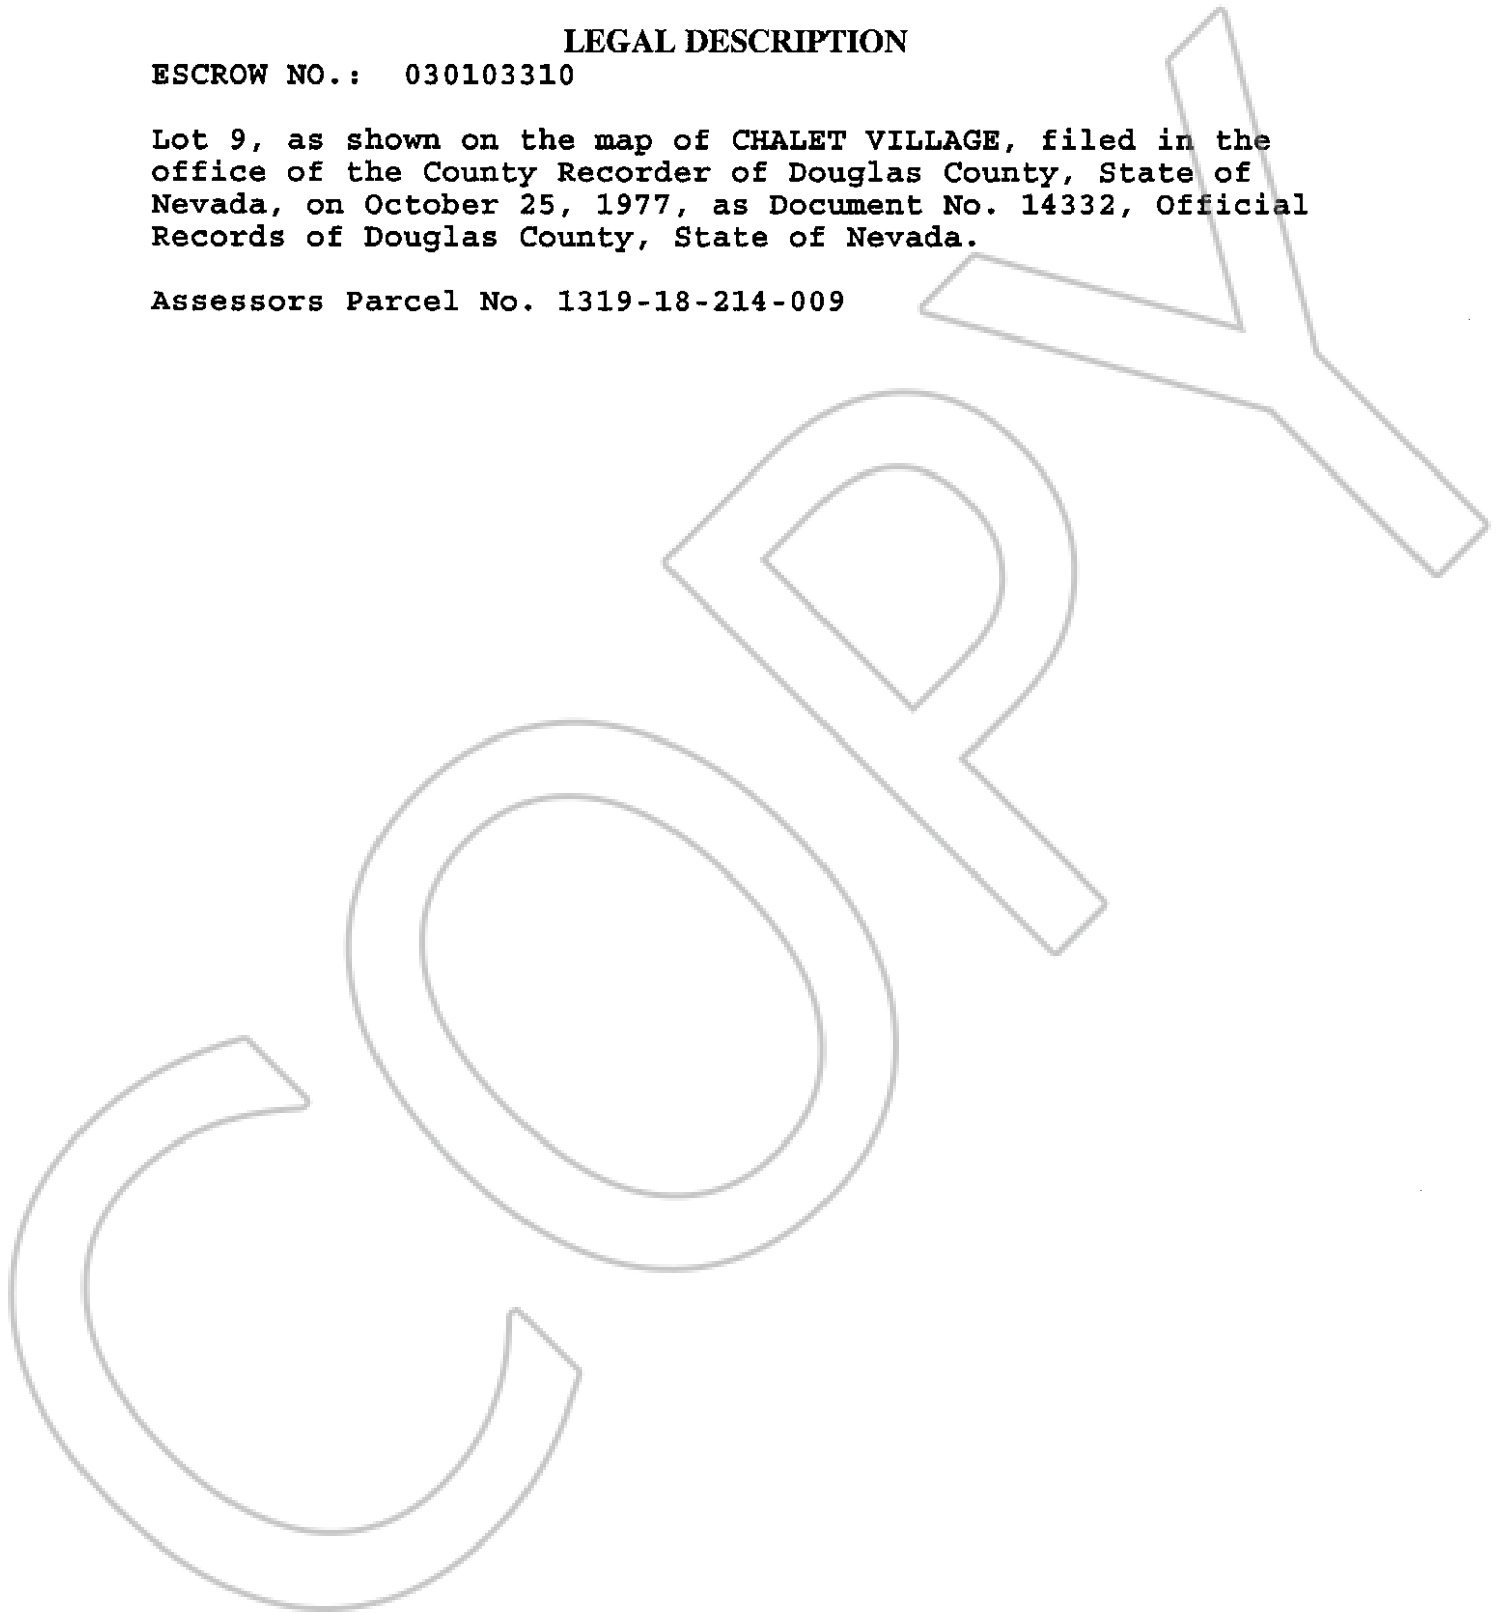 LEGAL DESCRIPTION
ESCROW NO.: 030103310
Lot 9, as shown on the map of CHALET VILLAGE, filed in the
office of the County Recorder of Douglas County, State of
Nevada, on October 25, 1977, as Document No. 14332, Official
Records of Douglas County, State of Nevada.
Assessors Parcel No. 1319-18-214-009
COPY